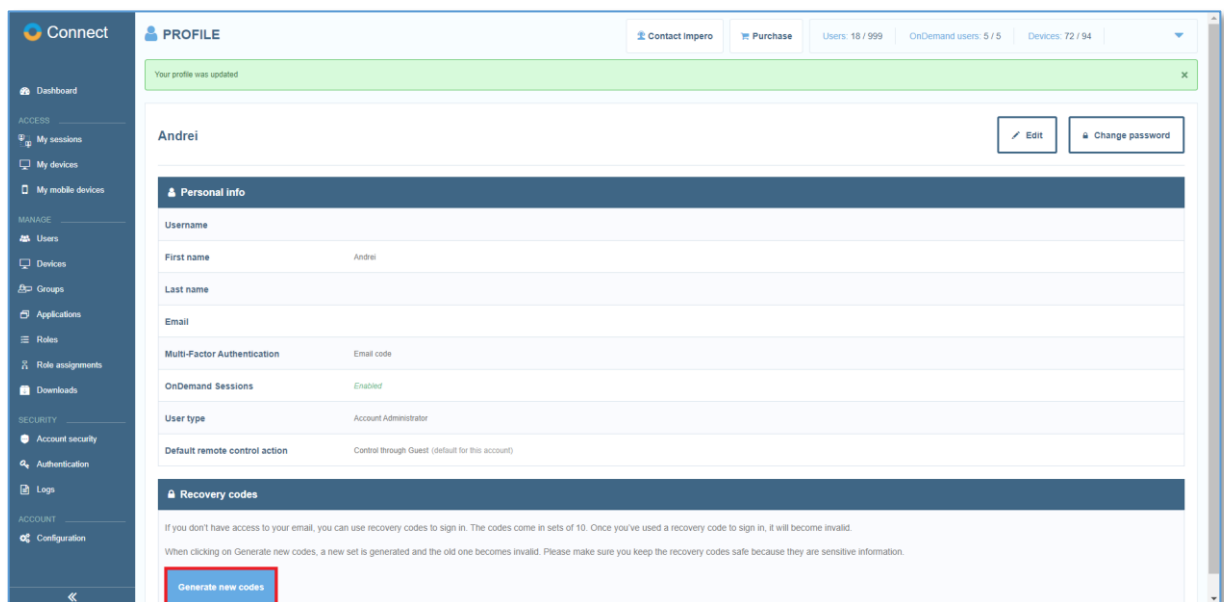 Connect
Dashboard
ACCESS
My sessions
My devices
My mobile devices
MANAGE
Users
Devices
Groups
Applications
Roles
Role assignments
Downloads
SECURITY
Account security
Authentication
Logs
ACCOUNT
Configuration
PROFILE
Contact Impero
Purchase
Users: 18 / 999
OnDemand users: 5 / 5
Devices: 72 / 94
Your profile was updated
Andrei
Edit
Change password
Personal info
Username
First name Andrei
Last name
Email
Multi-Factor Authentication Email code
OnDemand Sessions Enabled
User type Account Administrator
Default remote control action Control through Guest (default for this account)
Recovery codes
If you don't have access to your email, you can use recovery codes to sign in. The codes come in sets of 10. Once you've used a recovery code to sign in, it will become invalid.
When clicking on Generate new codes, a new set is generated and the old one becomes invalid. Please make sure you keep the recovery codes safe because they are sensitive information.
Generate new codes